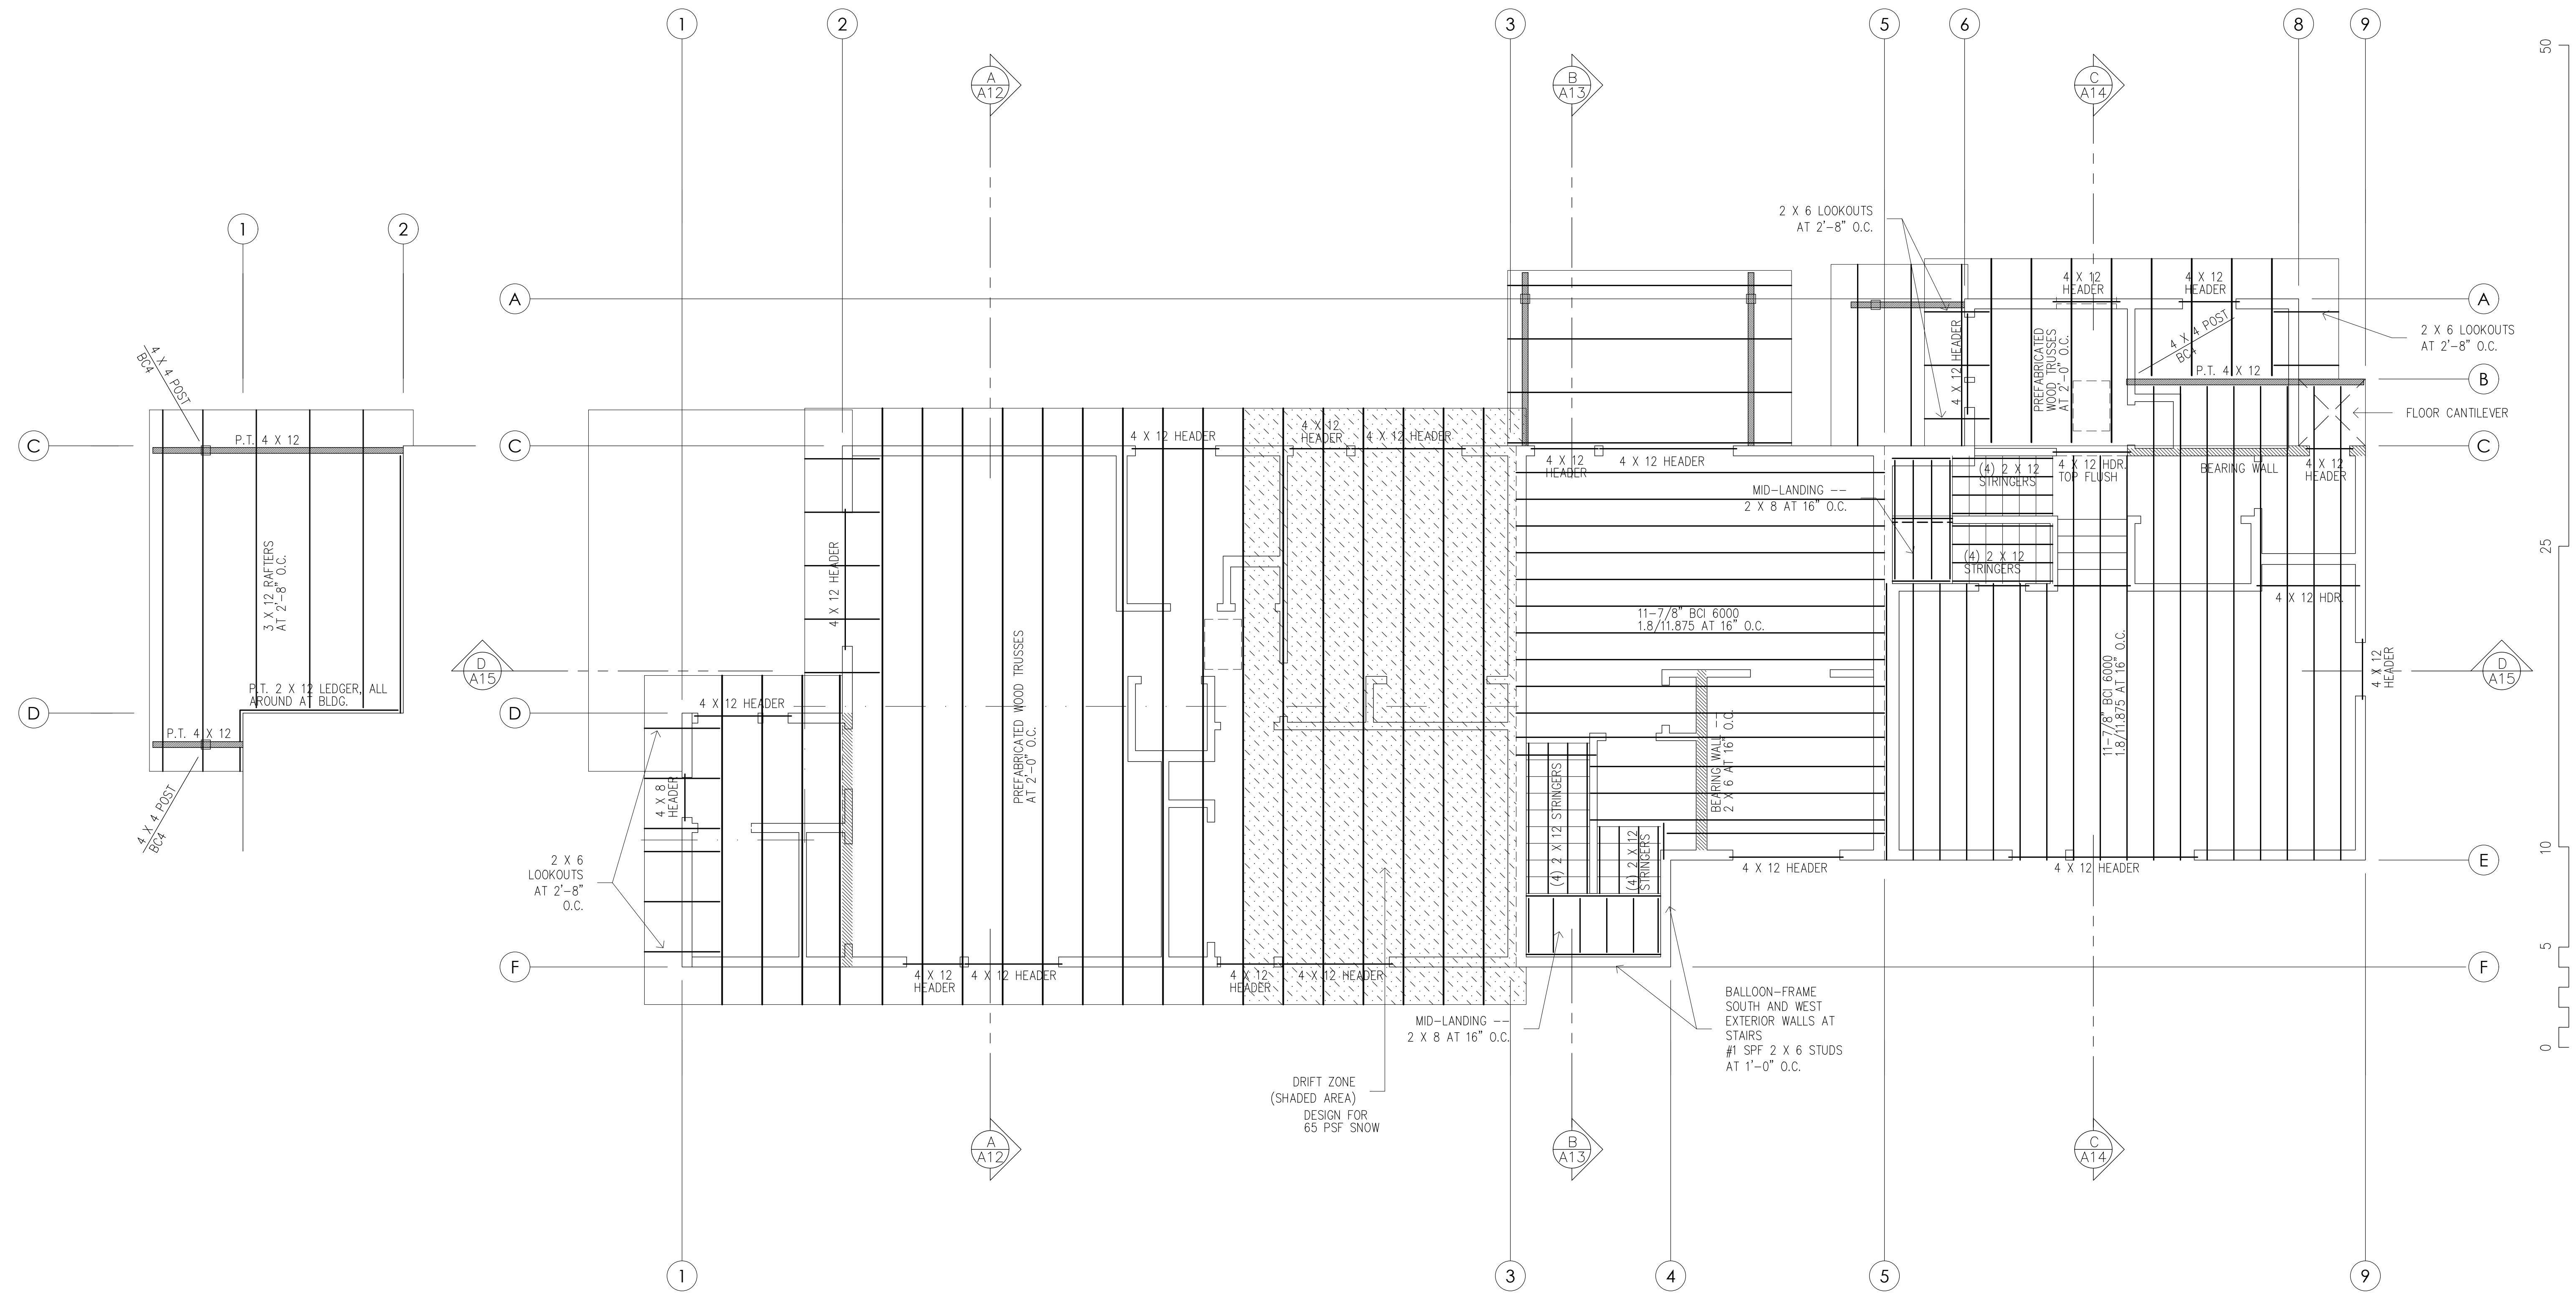 1
2
3
5
6
8
9
50
A
A12
B
A13
C
A14
2 X 6 LOOKOUTS
AT 2'-8" O.C.
1
2
A
A
4 X 12
HEADER
4 X 12
HEADER
2 X 6 LOOKOUTS
AT 2'-8" O.C.
4 X 12 HEADER
PREFABRICATED
WOOD TRUSSES
AT 2'-0" O.C.
4 X 4 POST
BC4
P.T. 4 X 12
B
FLOOR CANTILEVER
4 X 4 POST
BC4
C
P.T. 4 X 12
C
4 X 12 HEADER
4 X 12
HEADER
4 X 12 HEADER
4 X 12
HEADER
4 X 12 HEADER
C
(4) 2 X 12
STRINGERS
4 X 12 HDR.
TOP FLUSH
BEARING WALL
4 X 12
HEADER
MID-LANDING --
2 X 8 AT 16" O.C.
25
3 X 12 RAFTERS
AT 2'-8" O.C.
4 X 12 HEADER
(4) 2 X 12
STRINGERS
4 X 12 HDR.
11-7/8" BCI 6000
1.8/11.875 AT 16" O.C.
PREFABRICATED WOOD TRUSSES
AT 2'-0" O.C.
D
A15
D
A15
4 X 12
HEADER
P.T. 2 X 12 LEDGER, ALL
AROUND AT BLDG.
D
P.T. 4 X 12
D
4 X 12 HEADER
11-7/8" BCI 6000
1.8/11.875 AT 16" O.C.
BEARING WALL --
2 X 6 AT 16" O.C.
4 X 4 POST
BC4
4 X 8
HEADER
(4) 2 X 12 STRINGERS
(4) 2 X 12
STRINGERS
4 X 12 HEADER
4 X 12 HEADER
E
10
2 X 6
LOOKOUTS
AT 2'-8"
O.C.
F
4 X 12
HEADER
4 X 12 HEADER
4 X 12
HEADER
4 X 12 HEADER
F
5
0
MID-LANDING --
2 X 8 AT 16" O.C.
BALLOON-FRAME
SOUTH AND WEST
EXTERIOR WALLS AT
STAIRS
#1 SPF 2 X 6 STUDS
AT 1'-0" O.C.
DRIFT ZONE
(SHADED AREA)
DESIGN FOR
65 PSF SNOW
A
A12
B
A13
C
A14
1
3
4
5
9